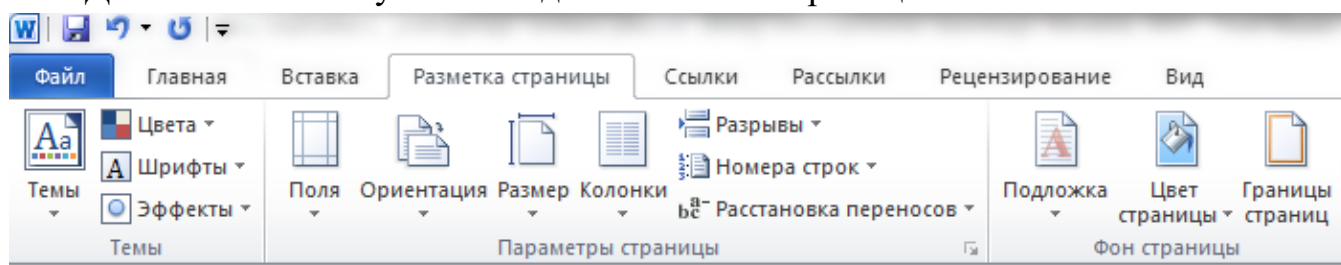 Файл Главная Вставка Разметка страницы Ссылки Рассылки Рецензирование Вид
Темы
Цвета
Шрифты
Эффекты
Темы
Поля Ориентация Размер Колонки
Разрывы
Номера строк
Расстановка переносов
Параметры страницы
Подложка Цвет страницы Границы страниц
Фон страницы